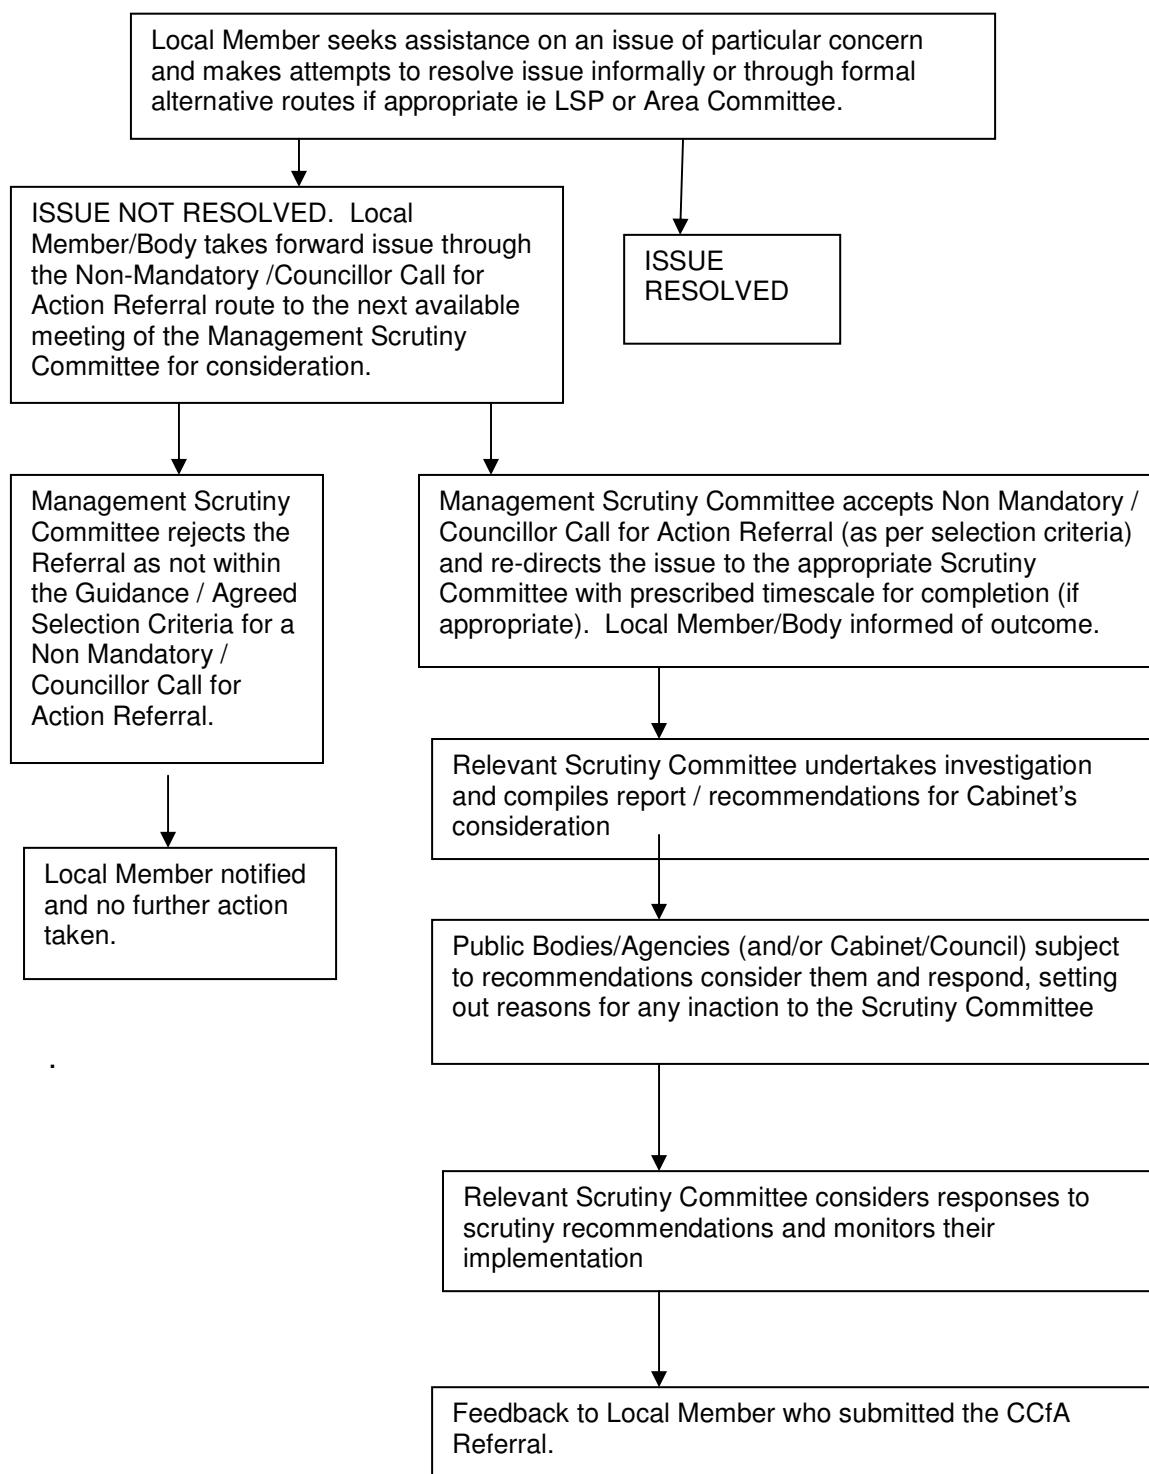 Local Member seeks assistance on an issue of particular concern
and makes attempts to resolve issue informally or through formal
alternative routes if appropriate ie LSP or Area Committee.
ISSUE NOT RESOLVED.  Local
Member/Body takes forward issue through
the Non-Mandatory /Councillor Call for
Action Referral route to the next available
meeting of the Management Scrutiny
Committee for consideration.
ISSUE
RESOLVED
Management Scrutiny
Committee rejects the
Referral as not within
the Guidance / Agreed
Selection Criteria for a
Non Mandatory /
Councillor Call for
Action Referral.
Management Scrutiny Committee accepts Non Mandatory /
Councillor Call for Action Referral (as per selection criteria)
and re-directs the issue to the appropriate Scrutiny
Committee with prescribed timescale for completion (if
appropriate).  Local Member/Body informed of outcome.
Relevant Scrutiny Committee undertakes investigation
and compiles report / recommendations for Cabinet's
consideration
Local Member notified
and no further action
taken.
Public Bodies/Agencies (and/or Cabinet/Council) subject
to recommendations consider them and respond, setting
out reasons for any inaction to the Scrutiny Committee
.
Relevant Scrutiny Committee considers responses to
scrutiny recommendations and monitors their
implementation
Feedback to Local Member who submitted the CCfA
Referral.